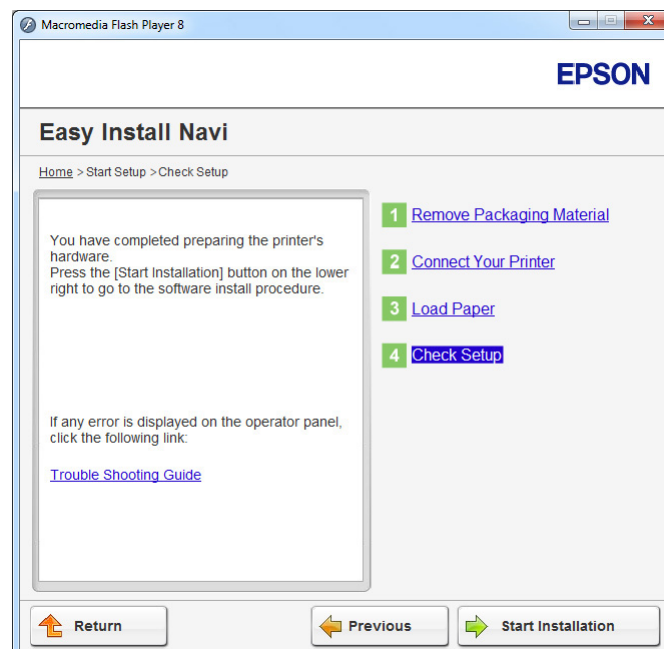 Macromedia Flash Player 8
EPSON
Easy Install Navi
Home > Start Setup >Check Setup
You have completed preparing the printer's
hardware.
Press the [Start Installation] button on the lower
right to go to the software install procedure.
If any error is displayed on the operator panel,
click the following link:
Trouble Shooting Guide
1 Remove Packaging Material
2 Connect Your Printer
3 Load Paper
4 Check Setup
Return
Previous
Start Installation